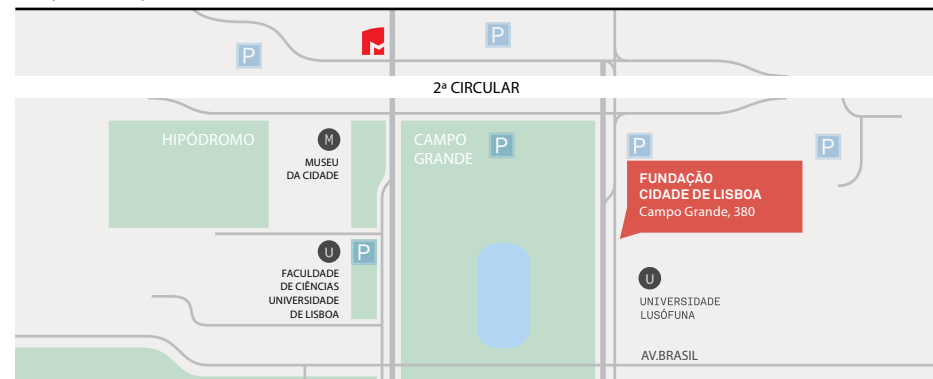 P
P
2ª CIRCULAR
HIPÓDROMO
M
MUSEU
DA CIDADE
CAMPO
GRANDE
P
P
P
FUNDAÇÃO
CIDADE DE LISBOA
Campo Grande, 380
U
P
FACULDADE
DE CIÊNCIAS
UNIVERSIDADE
DE LISBOA
U
UNIVERSIDADE
LUSÓFUNA
AV.BRASIL